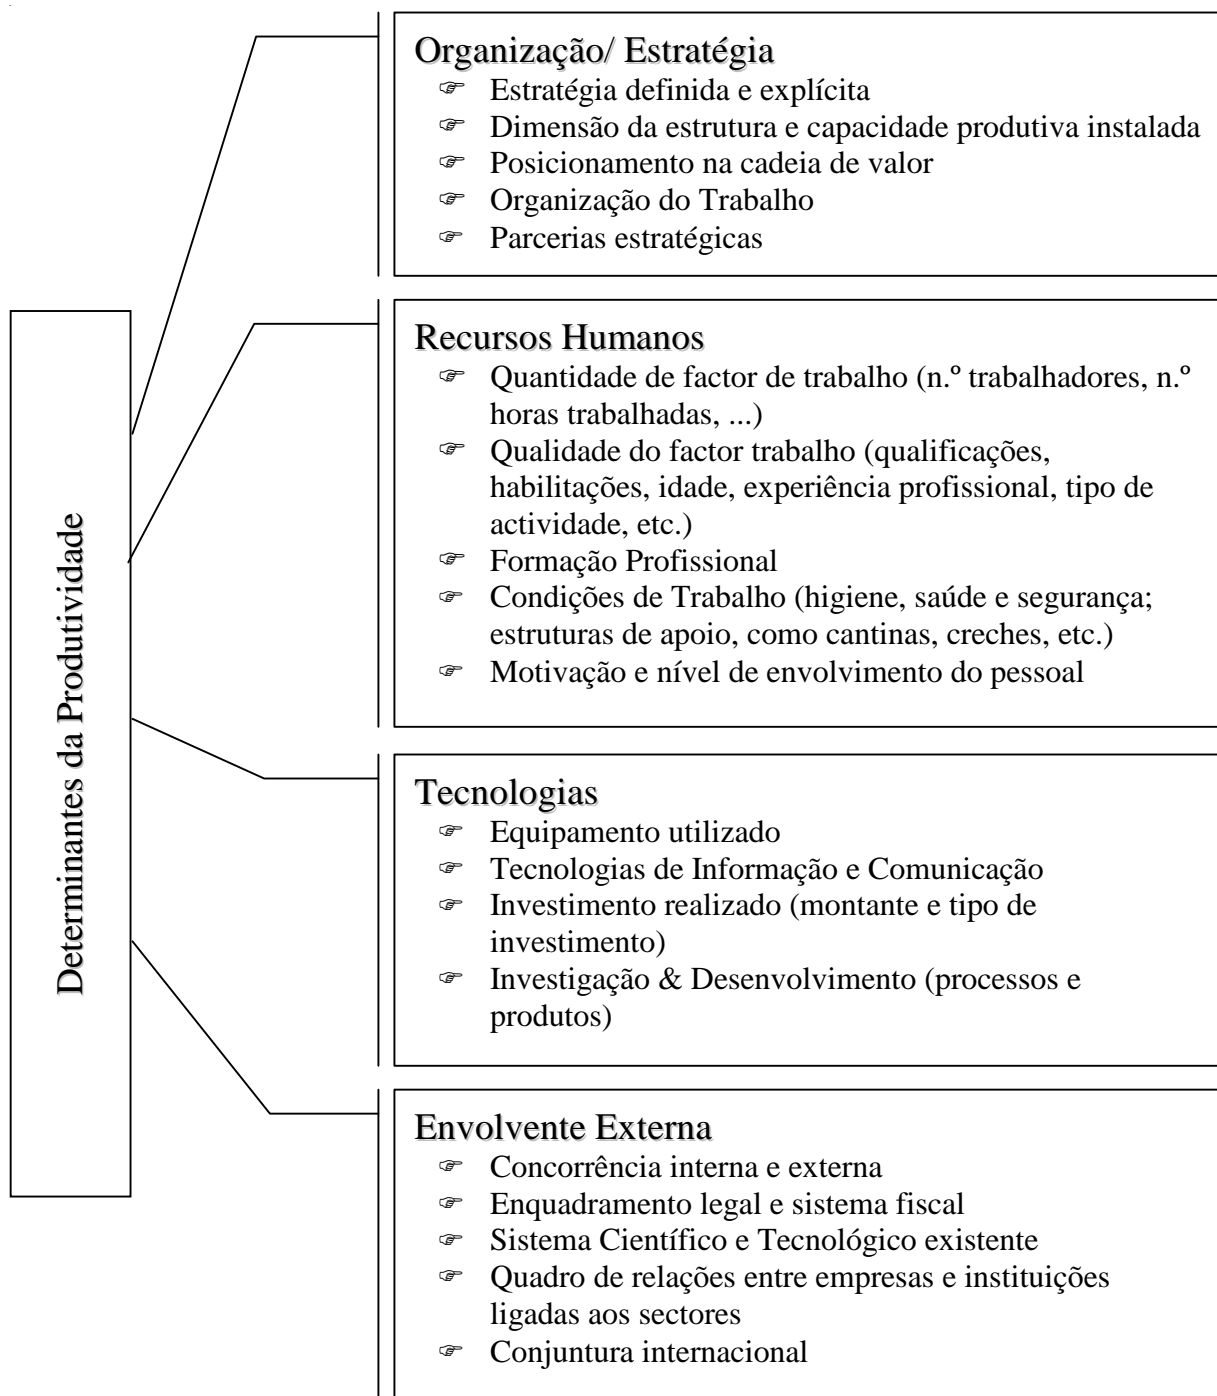 Determinantes da Produtividade
Organização/ Estratégia
☞ Estratégia definida e explícita
☞ Dimensão da estrutura e capacidade produtiva instalada
☞ Posicionamento na cadeia de valor
☞ Organização do Trabalho
☞ Parcerias estratégicas
Recursos Humanos
☞ Quantidade de factor de trabalho (n.º trabalhadores, n.º
horas trabalhadas, ...)
☞ Qualidade do factor trabalho (qualificações,
habilitações, idade, experiência profissional, tipo de
actividade, etc.)
☞ Formação Profissional
☞ Condições de Trabalho (higiene, saúde e segurança;
estruturas de apoio, como cantinas, creches, etc.)
☞ Motivação e nível de envolvimento do pessoal
Tecnologias
☞ Equipamento utilizado
☞ Tecnologias de Informação e Comunicação
☞ Investimento realizado (montante e tipo de
investimento)
☞ Investigação & Desenvolvimento (processos e
produtos)
Envolvente Externa
☞ Concorrência interna e externa
☞ Enquadramento legal e sistema fiscal
☞ Sistema Científico e Tecnológico existente
☞ Quadro de relações entre empresas e instituições
ligadas aos sectores
☞ Conjuntura internacional